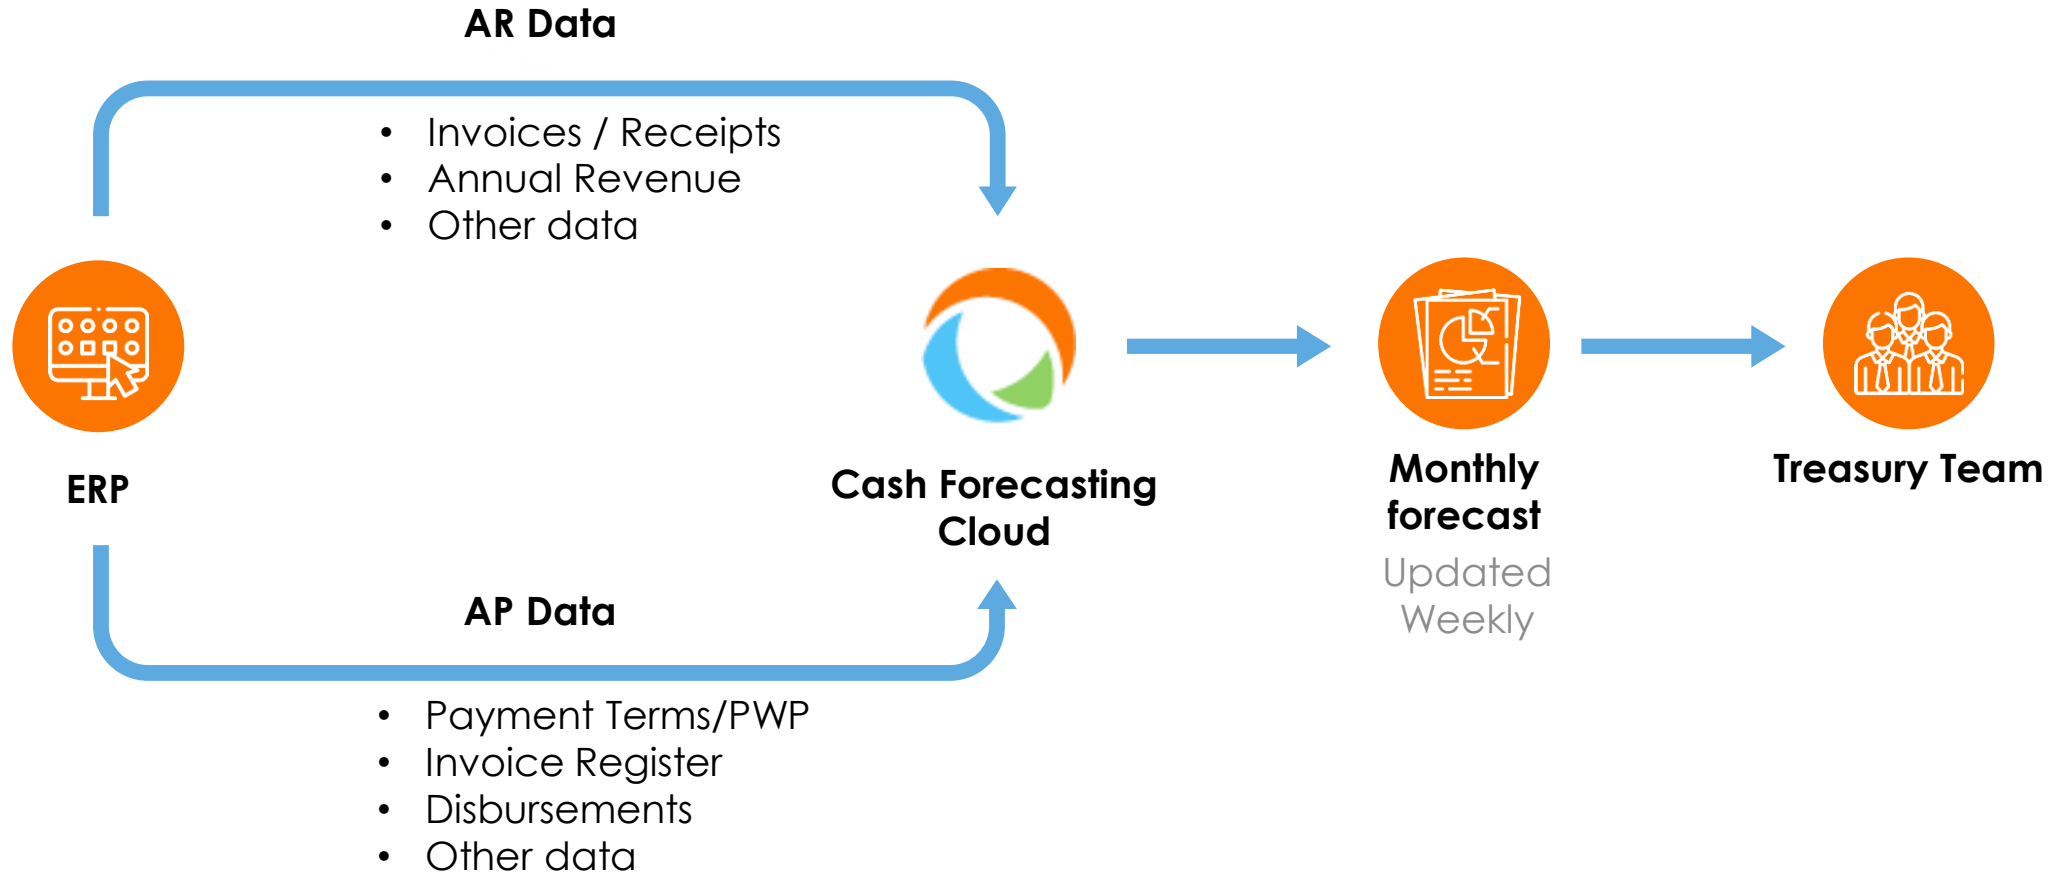 AR Data
• Invoices / Receipts
• Annual Revenue
• Other data
ERP
Cash Forecasting
Cloud
Monthly
forecast
Updated
Weekly
Treasury Team
AP Data
• Payment Terms/PWP
• Invoice Register
• Disbursements
• Other data